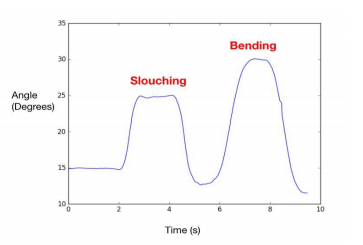 35
Bending
30
Slouching
25
Angle
(Degrees)
20
15
10
0 2 4 6 8 10
Time (s)